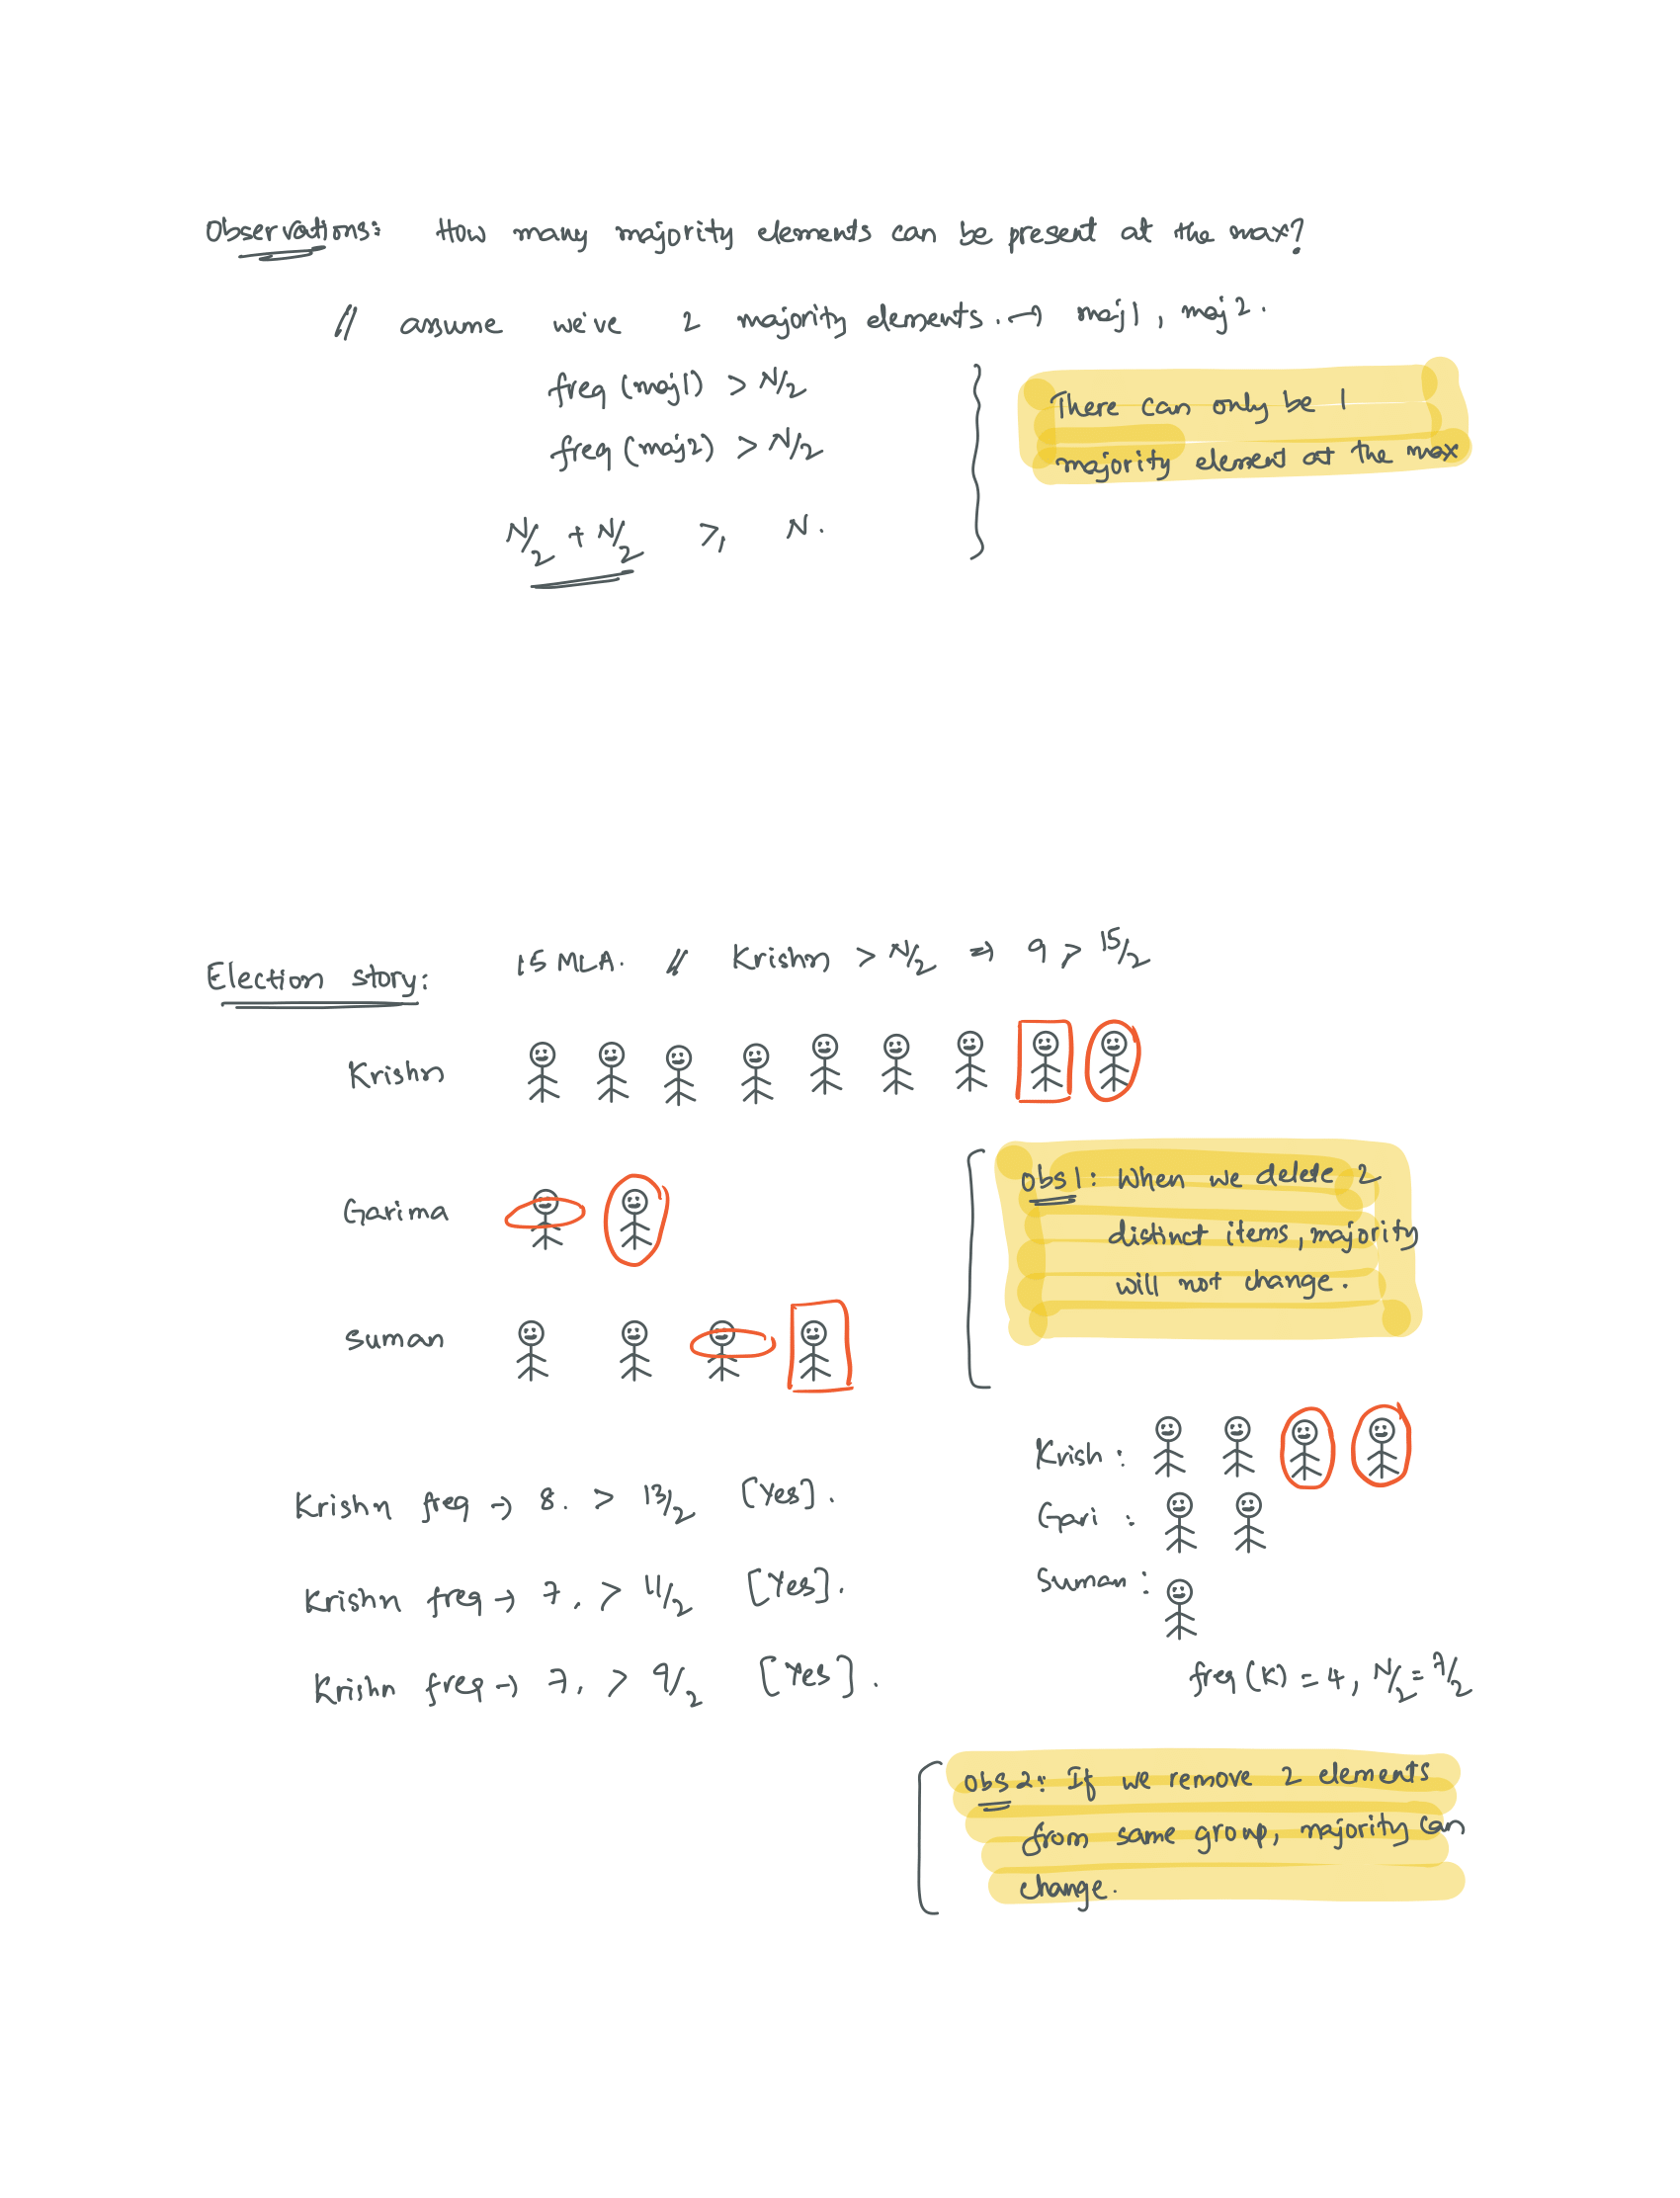 Observations: How many majority elements can be present at the max?
// assume we've 2 majority elements. → maj1, maj2.
freq (maj1) > N/2
freq (maj2) > N/2
N/2 + N/2 >, N.
There can only be 1
majority element at the max
Election story: 15 MLA. // Krishn > N/2 => 9 > 15/2
Krishn
Garima
Suman
obs1: When we delete 2
distinct items, majority
will not change.
Krishn freq → 8. > 13/2 [Yes].
Krishn freq → 7, > 11/2 [Yes].
Krishn freq → 7, > 9/2 [Yes].
Krish:
Gari:
Suman:
freq (K) = 4, N/2 = 7/2
obs 2: If we remove 2 elements
from same group, majority can
change.